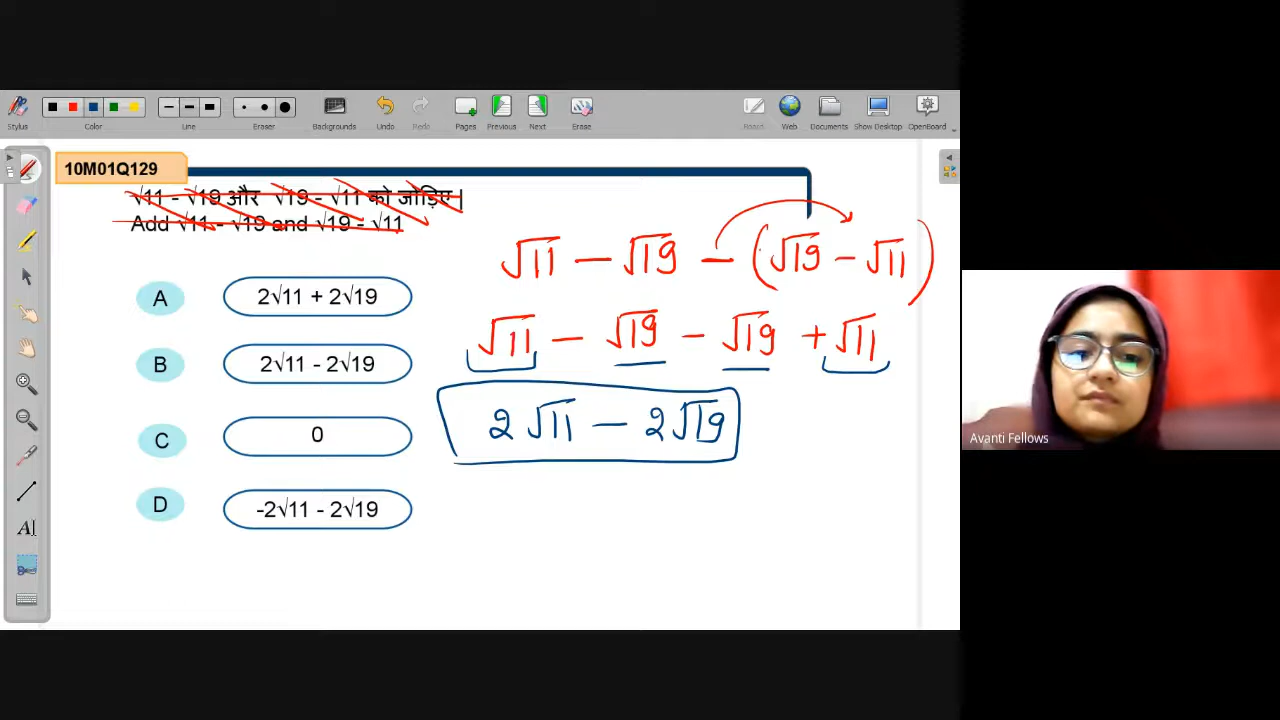 Stylus Color Line Eraser Backgrounds Undo Redo Pages Previous Next Erase Board Web Documents Show Desktop OpenBoard
10M01Q129
√11 - √19 और √19 - √11 को जोड़िए |
Add √11 - √19 and √19 - √11
√11 − √19 − (√19 − √11)
A 2√11 + 2√19
√11 − √19 − √19 + √11
B 2√11 - 2√19
2√11 − 2√19
C 0
D -2√11 - 2√19
A
Avanti Fellows